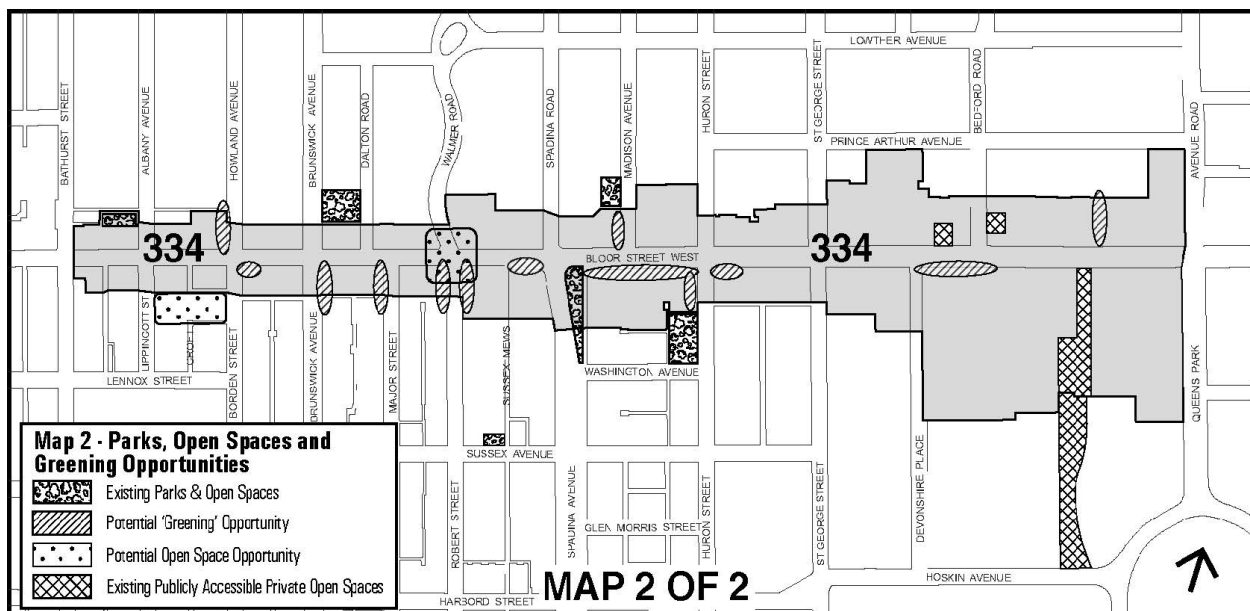 LOWTHER AVENUE
BATHURST STREET
ALBANY AVENUE
HOWLAND AVENUE
BRUNSWICK AVENUE
DALTON ROAD
WALMER ROAD
SPADINA ROAD
MADISON AVENUE
HURON STREET
ST GEORGE STREET
BEDFORD ROAD
AVENUE ROAD
PRINCE ARTHUR AVENUE
334
334
BLOOR STREET WEST
LIPPINCOTT ST
CROFT
BORDEN STREET
BRUNSWICK AVENUE
MAJOR STREET
SUSSEX MEWS
LENNOX STREET
WASHINGTON AVENUE
QUEENS PARK
Map 2 - Parks, Open Spaces and
Greening Opportunities
Existing Parks & Open Spaces
Potential 'Greening' Opportunity
Potential Open Space Opportunity
Existing Publicly Accessible Private Open Spaces
SUSSEX AVENUE
ROBERT STREET
SPADINA AVENUE
GLEN MORRIS STREET
HURON STREET
ST GEORGE STREET
DEVONSHIRE PLACE
HOSKIN AVENUE
HARBORD STREET
MAP 2 OF 2